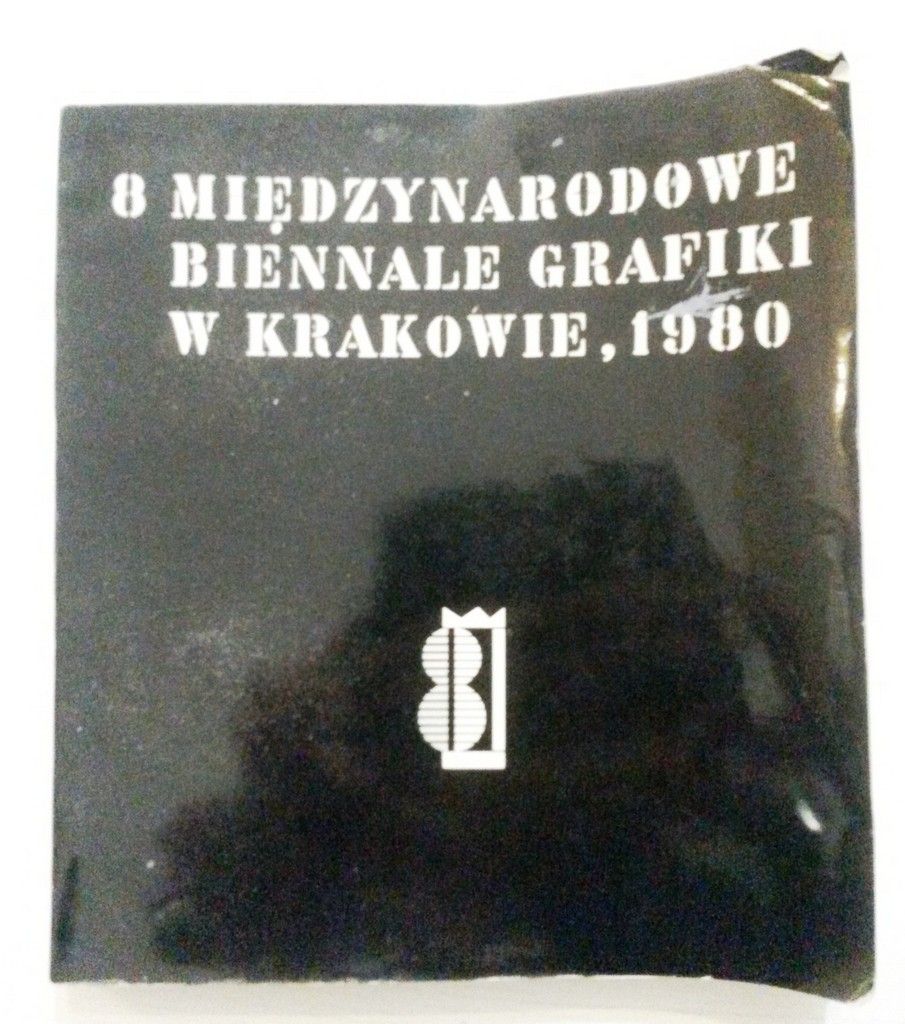 8 MIĘDZYNARODOWE
BIENNALE GRAFIKI
W KRAKOWIE, 1980
8